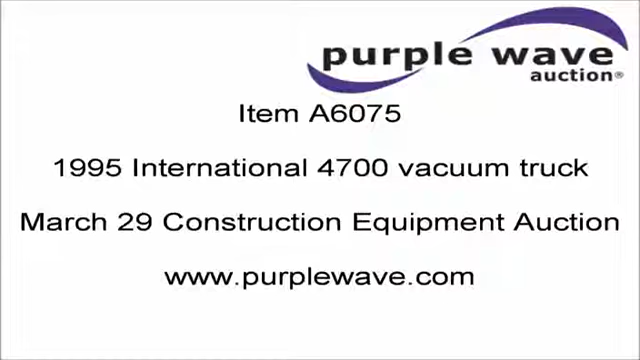 purple wave
auction®
Item A6075
1995 International 4700 vacuum truck
March 29 Construction Equipment Auction
www.purplewave.com